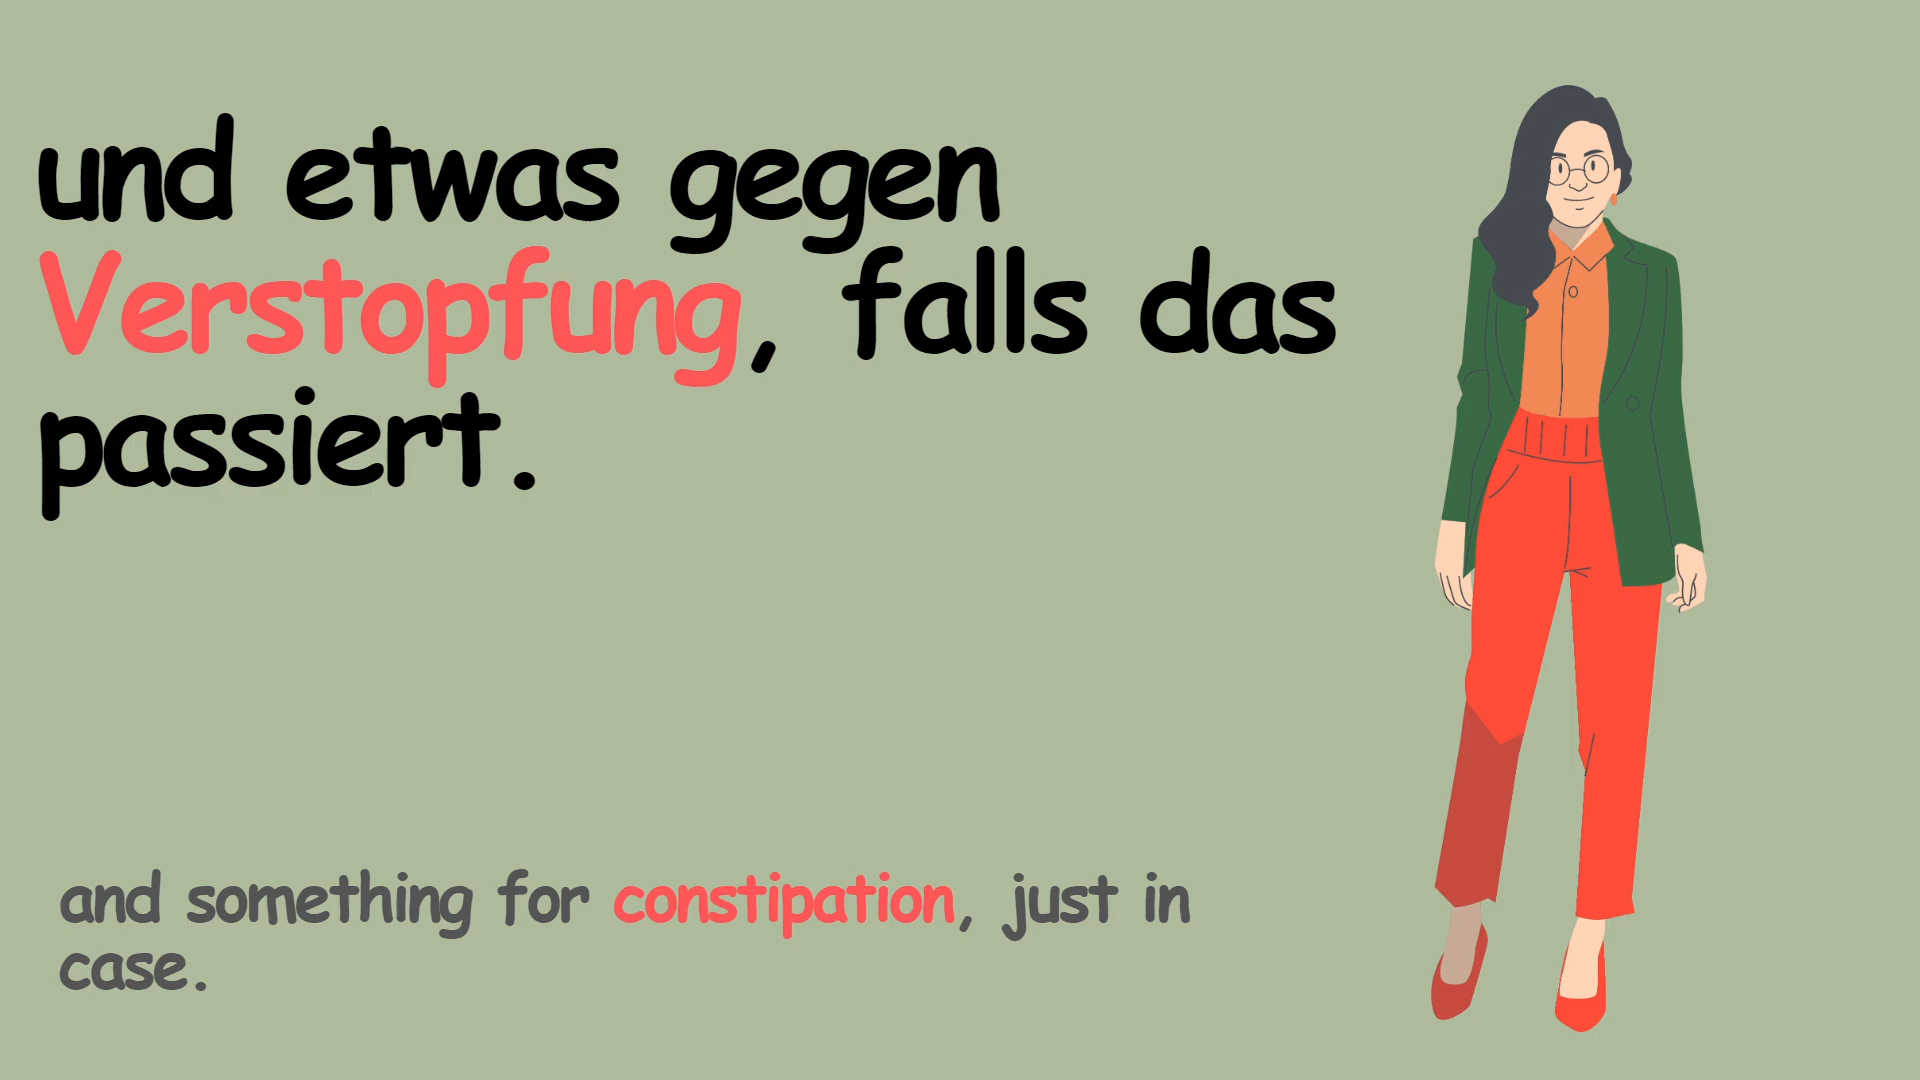 und etwas gegen
Verstopfung, falls das
passiert.
and something for constipation, just in
case.